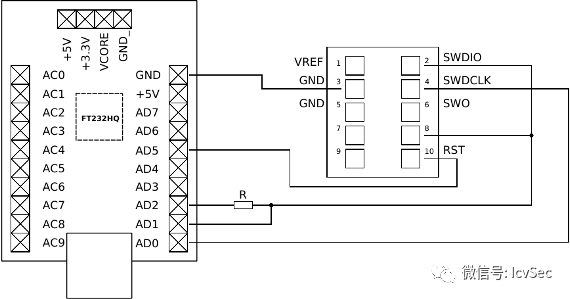 +5V
+3.3V
VCORE
GND_
AC0
AC1
AC2
AC3
AC4
AC5
AC6
AC7
AC8
AC9
FT232HQ
GND
+5V
AD7
AD6
AD5
AD4
AD3
AD2
AD1
AD0
R
VREF 1
GND 3
GND 5
7
9
2 SWDIO
4 SWDCLK
6 SWO
8
10 RST
微信号: IcvSec